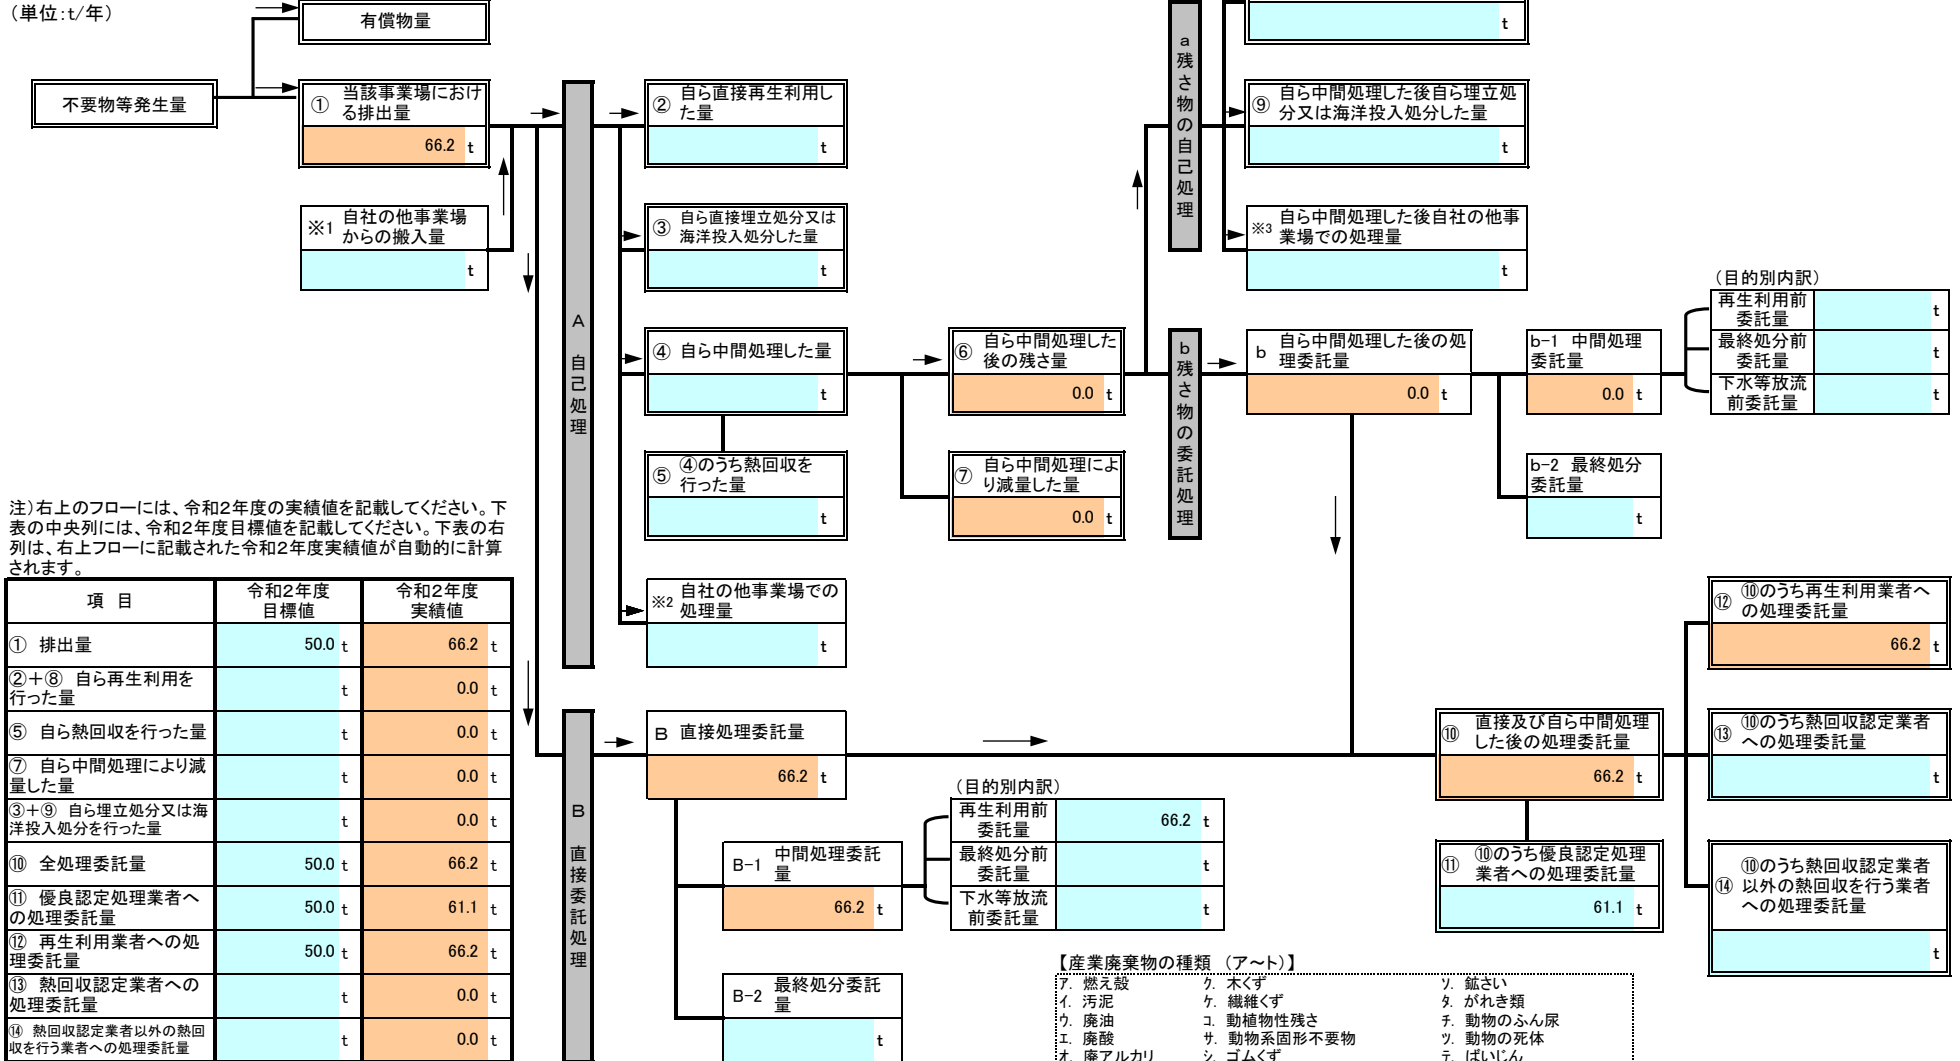 (単位:t/年)
有償物量
不要物等発生量
① 当該事業場におけ
る排出量
66.2 t
※1 自社の他事業場
からの搬入量
t
A 自己処理
② 自ら直接再生利用し
た量
t
③ 自ら直接埋立処分又は
海洋投入処分した量
t
④ 自ら中間処理した量
t
⑤ ④のうち熱回収を
行った量
t
※2 自社の他事業場での
処理量
t
⑥ 自ら中間処理した
後の残さ量
0.0 t
⑦ 自ら中間処理によ
り減量した量
0.0 t
a残さ物の自己処理
t
⑨ 自ら中間処理した後自ら埋立処
分又は海洋投入処分した量
t
※3 自ら中間処理した後自社の他事
業場での処理量
t
b残さ物の委託処理
b 自ら中間処理した後の処
理委託量
0.0 t
b-1 中間処理
委託量
0.0 t
b-2 最終処分
委託量
t
(目的別内訳)
再生利用前
委託量 t
最終処分前
委託量 t
下水等放流
前委託量 t
注)右上のフローには、令和2年度の実績値を記載してください。下
表の中央列には、令和2年度目標値を記載してください。下表の右
列は、右上フローに記載された令和2年度実績値が自動的に計算
されます。
項 目 令和2年度 目標値 令和2年度 実績値
① 排出量 50.0 t 66.2 t
②+⑧ 自ら再生利用を
行った量 t 0.0 t
⑤ 自ら熱回収を行った量 t 0.0 t
⑦ 自ら中間処理により減
量した量 t 0.0 t
③+⑨ 自ら埋立処分又は海
洋投入処分を行った量 t 0.0 t
⑩ 全処理委託量 50.0 t 66.2 t
⑪ 優良認定処理業者へ
の処理委託量 50.0 t 61.1 t
⑫ 再生利用業者への処
理委託量 50.0 t 66.2 t
⑬ 熱回収認定業者への
処理委託量 t 0.0 t
⑭ 熱回収認定業者以外の熱回
収を行う業者への処理委託量 t 0.0 t
B 直接委託処理
B 直接処理委託量
66.2 t
B-1 中間処理委託
量
66.2 t
B-2 最終処分委託
量
t
(目的別内訳)
再生利用前
委託量 66.2 t
最終処分前
委託量 t
下水等放流
前委託量 t
⑩ 直接及び自ら中間処理
した後の処理委託量
66.2 t
⑪ ⑩のうち優良認定処理
業者への処理委託量
61.1 t
⑫ ⑩のうち再生利用業者へ
の処理委託量
66.2 t
⑬ ⑩のうち熱回収認定業者
への処理委託量
t
⑭ ⑩のうち熱回収認定業者
以外の熱回収を行う業者
への処理委託量
t
【産業廃棄物の種類 (ア~ト)】
ア. 燃え殻 ク. 木くず ソ. 鉱さい
イ. 汚泥 ケ. 繊維くず タ. がれき類
ウ. 廃油 コ. 動植物性残さ チ. 動物のふん尿
エ. 廃酸 サ. 動物系固形不要物 ツ. 動物の死体
オ. 廃アルカリ シ. ゴムくず テ. ばいじん